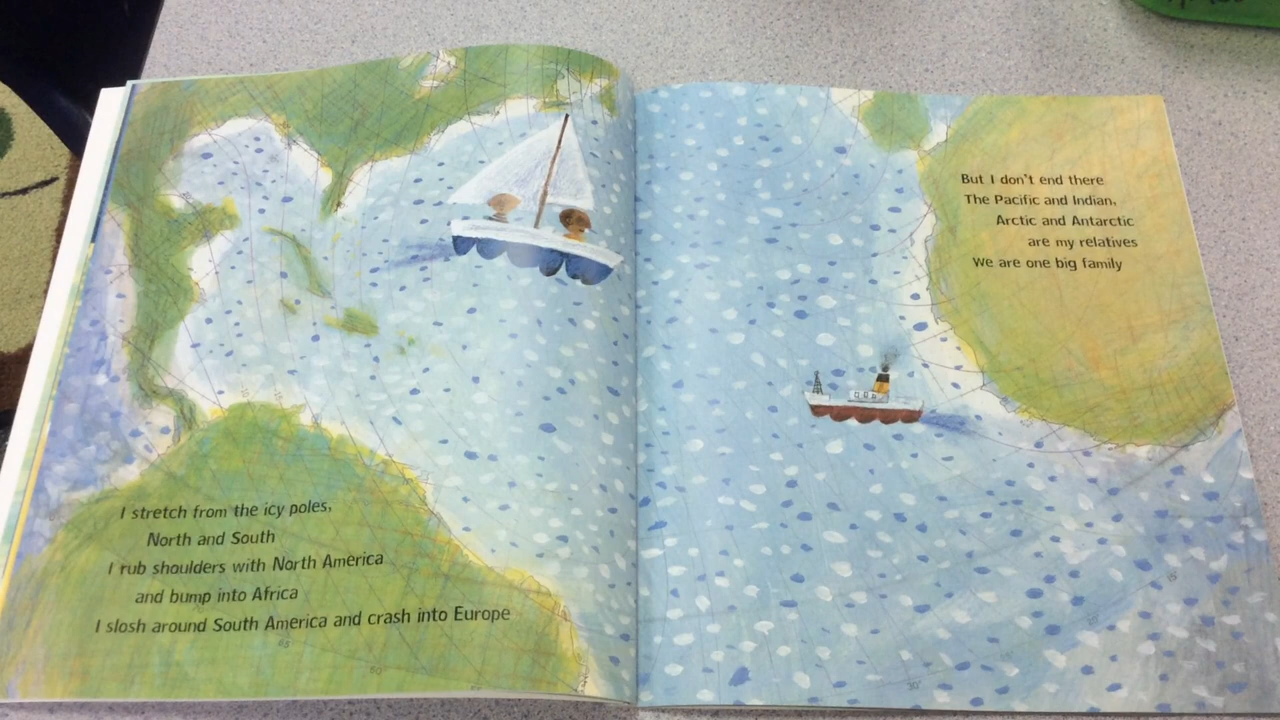 I stretch from the icy poles,
North and South
I rub shoulders with North America
and bump into Africa
I slosh around South America and crash into Europe
But I don't end there
The Pacific and Indian,
Arctic and Antarctic
are my relatives
We are one big family